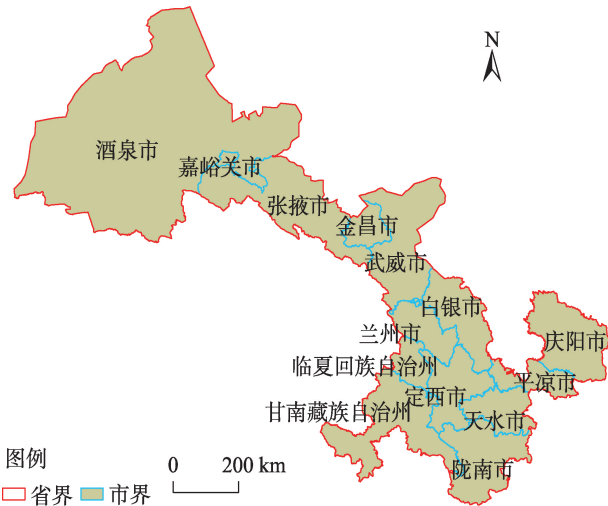 N
酒泉市
嘉峪关市
张掖市
金昌市
武威市
白银市
兰州市
庆阳市
临夏回族自治州
平凉市
定西市
甘南藏族自治州
天水市
陇南市
图例
0 200 km
省界 市界